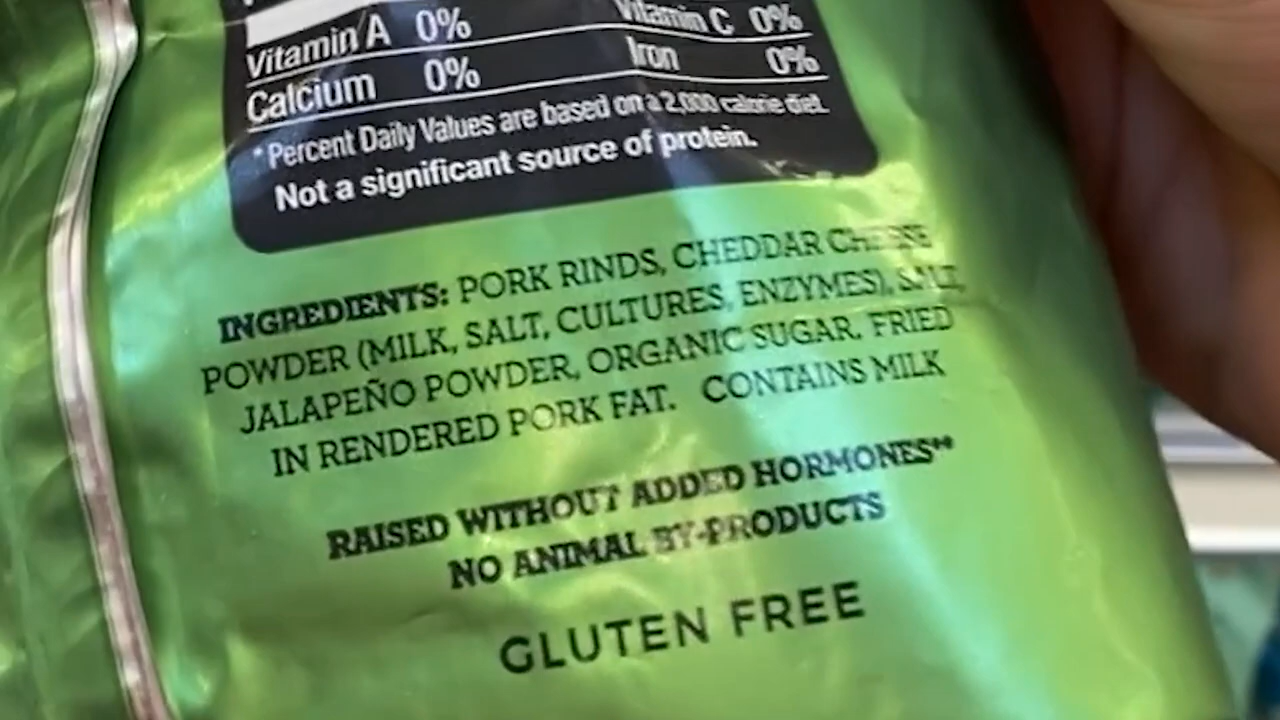 Vitamin A 0% Vitamin C 0%
Calcium 0% Iron 0%
*Percent Daily Values are based on a 2,000 calorie diet.
Not a significant source of protein.
INGREDIENTS: PORK RINDS, CHEDDAR CHEESE
POWDER (MILK, SALT, CULTURES, ENZYMES), SALT,
JALAPEÑO POWDER, ORGANIC SUGAR. FRIED
IN RENDERED PORK FAT. CONTAINS MILK
RAISED WITHOUT ADDED HORMONES**
NO ANIMAL BY-PRODUCTS
GLUTEN FREE